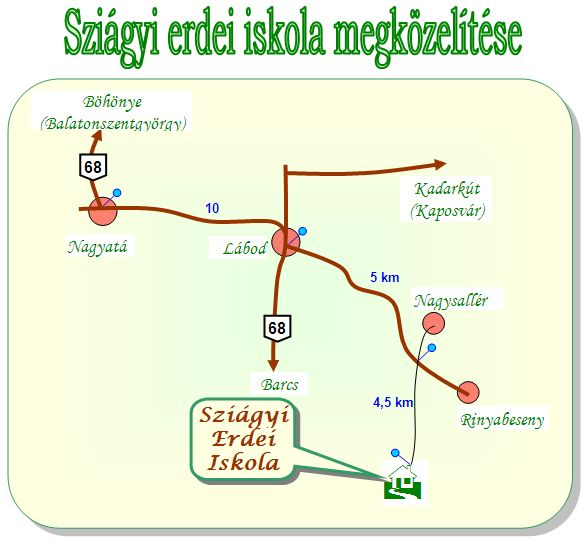 Sziágyi erdei iskola megközelítése
Böhönye
(Balatonszentgyörgy)
68
Kadarkút
(Kaposvár)
10
Nagyatá
Lábod
5 km
Nagysallér
68
Barcs
4,5 km
Rinyabeseny
Sziágyi
Erdei
Iskola